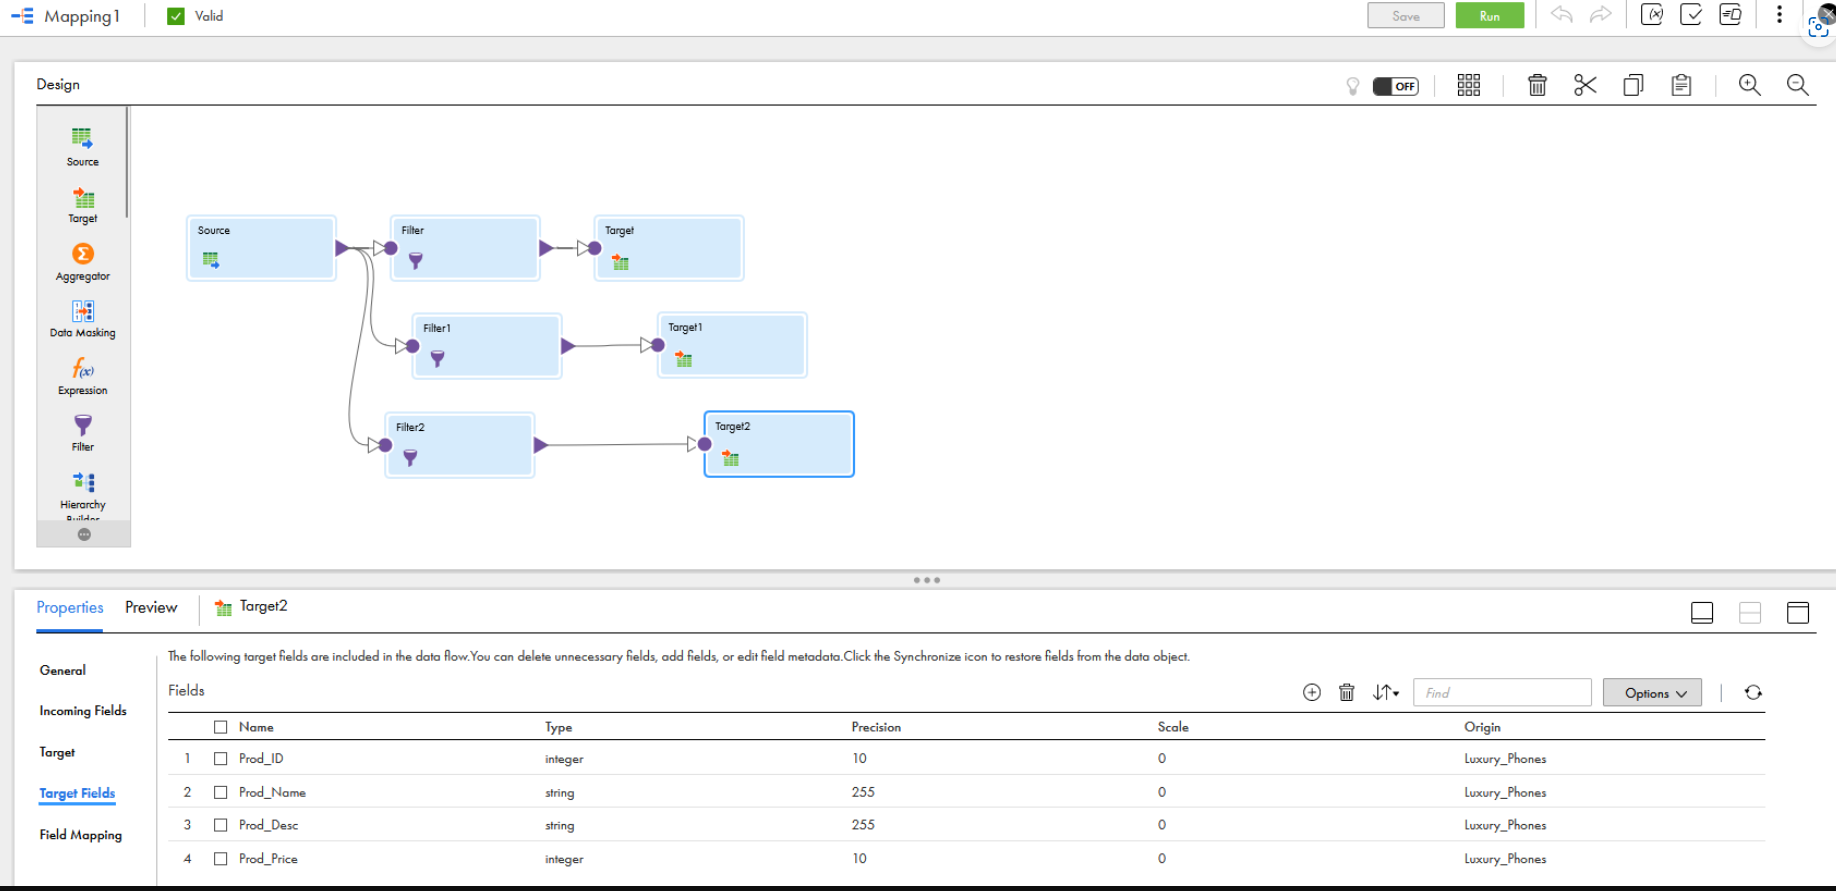 Mapping1
Valid
Save
Run
(x)
Design
OFF
Source
Target
Σ
Aggregator
Data Masking
f(x)
Expression
Filter
Hierarchy
Builder
Source
Filter
Target
Filter1
Target1
Filter2
Target2
Properties
Preview
Target2
General
Incoming Fields
Target
Target Fields
Field Mapping
The following target fields are included in the data flow.You can delete unnecessary fields, add fields, or edit field metadata.Click the Synchronize icon to restore fields from the data object.
Fields
Find
Options
Name Type Precision Scale Origin
1 Prod_ID integer 10 0 Luxury_Phones
2 Prod_Name string 255 0 Luxury_Phones
3 Prod_Desc string 255 0 Luxury_Phones
4 Prod_Price integer 10 0 Luxury_Phones